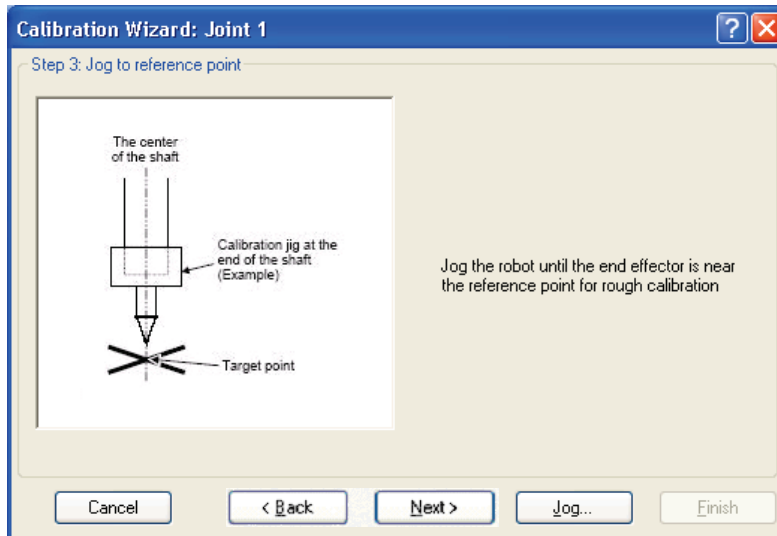 Calibration Wizard: Joint 1
Step 3: Jog to reference point
The center
of the shaft
Calibration jig at the
end of the shaft
(Example)
Target point
Jog the robot until the end effector is near
the reference point for rough calibration
Cancel
< Back
Next >
Jog...
Finish